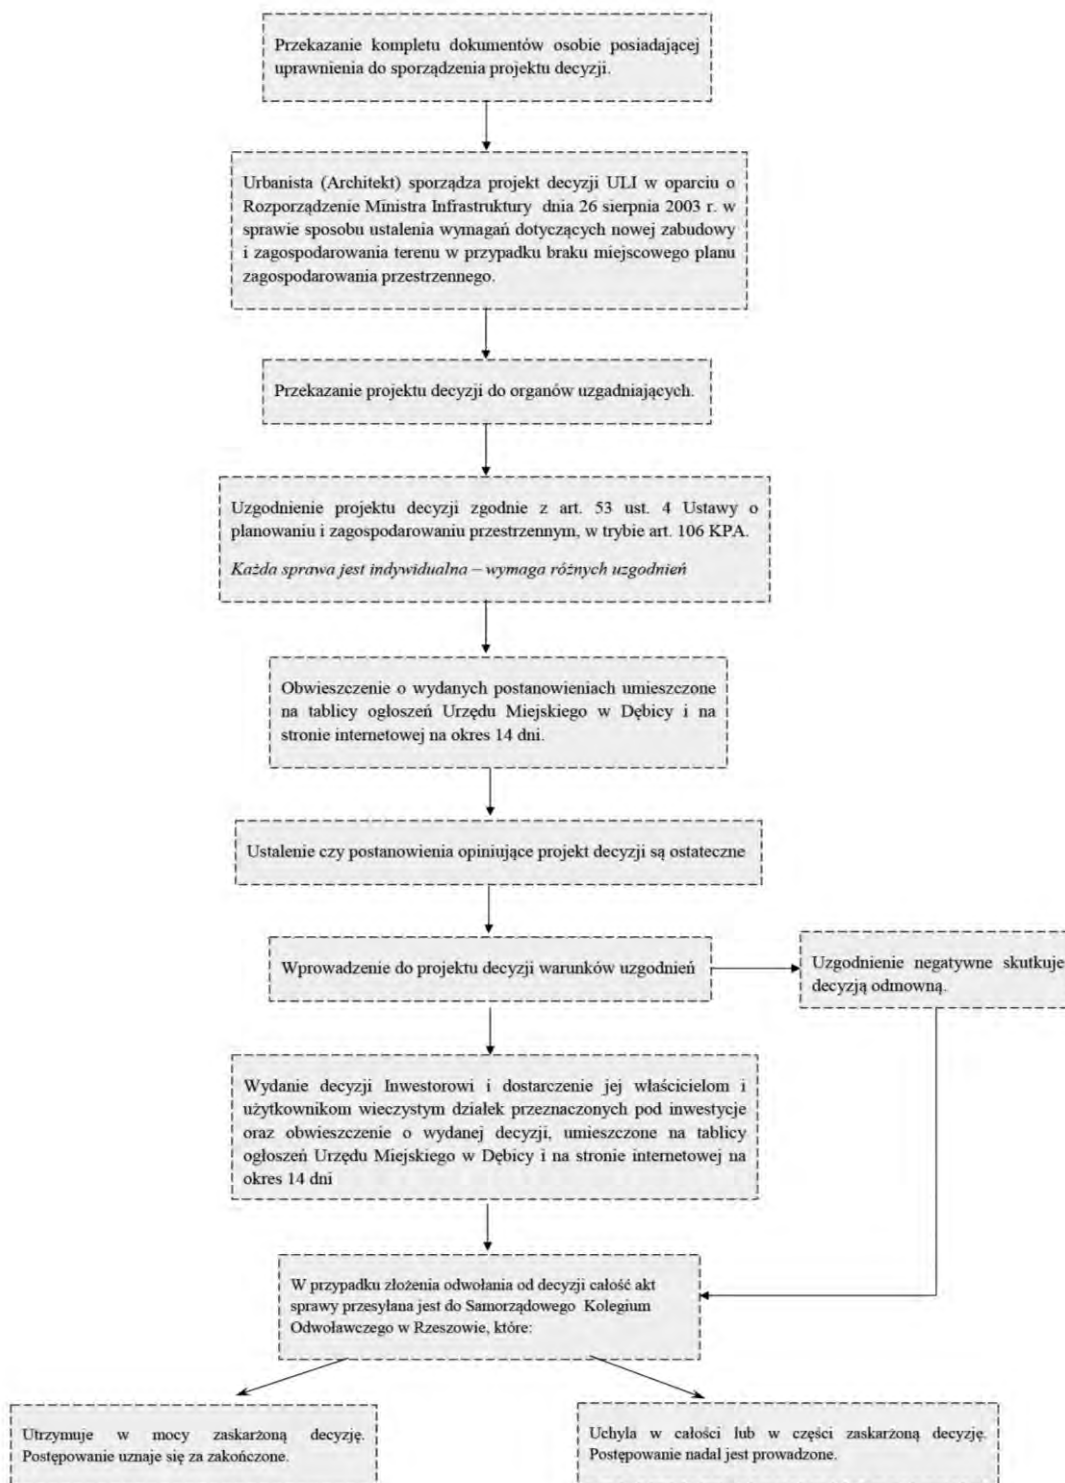 Przekazanie kompletu dokumentów osobie posiadającej
uprawnienia do sporządzenia projektu decyzji.
Urbanista (Architekt) sporządza projekt decyzji ULI w oparciu o
Rozporządzenie Ministra Infrastruktury dnia 26 sierpnia 2003 r. w
sprawie sposobu ustalenia wymagań dotyczących nowej zabudowy
i zagospodarowania terenu w przypadku braku miejscowego planu
zagospodarowania przestrzennego.
Przekazanie projektu decyzji do organów uzgadniających.
Uzgodnienie projektu decyzji zgodnie z art. 53 ust. 4 Ustawy o
planowaniu i zagospodarowaniu przestrzennym, w trybie art. 106 KPA.
Każda sprawa jest indywidualna – wymaga różnych uzgodnień
Obwieszczenie o wydanych postanowieniach umieszczone
na tablicy ogłoszeń Urzędu Miejskiego w Dębicy i na
stronie internetowej na okres 14 dni.
Ustalenie czy postanowienia opiniujące projekt decyzji są ostateczne
Wprowadzenie do projektu decyzji warunków uzgodnień
Uzgodnienie negatywne skutkuje
decyzją odmowną.
Wydanie decyzji Inwestorowi i dostarczenie jej właścicielom i
użytkownikom wieczystym działek przeznaczonych pod inwestycje
oraz obwieszczenie o wydanej decyzji, umieszczone na tablicy
ogłoszeń Urzędu Miejskiego w Dębicy i na stronie internetowej na
okres 14 dni
W przypadku złożenia odwołania od decyzji całość akt
sprawy przesyłana jest do Samorządowego Kolegium
Odwoławczego w Rzeszowie, które:
Utrzymuje w mocy zaskarżoną decyzję.
Postępowanie uznaje się za zakończone.
Uchyla w całości lub w części zaskarżoną decyzję.
Postępowanie nadal jest prowadzone.